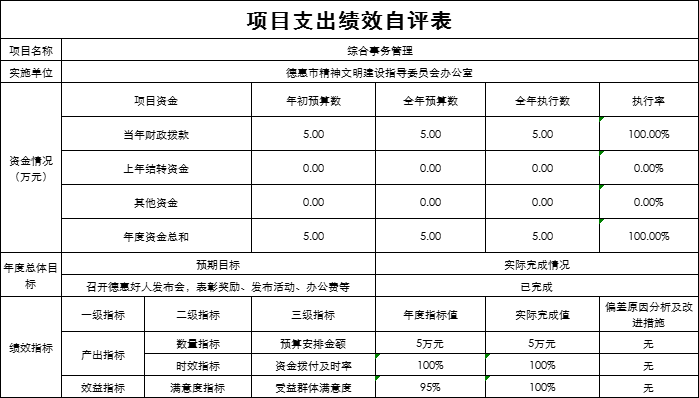 项目支出绩效自评表
项目名称 综合事务管理
实施单位 德惠市精神文明建设指导委员会办公室
资金情况（万元） 项目资金 年初预算数 全年预算数 全年执行数 执行率
当年财政拨款 5.00 5.00 5.00 100.00%
上年结转资金 0.00 0.00 0.00 0.00%
其他资金 0.00 0.00 0.00 0.00%
年度资金总和 5.00 5.00 5.00 100.00%
年度总体目标 预期目标 实际完成情况
召开德惠好人发布会，表彰奖励、发布活动、办公费等 已完成
绩效指标 一级指标 二级指标 三级指标 年度指标值 实际完成值 偏差原因分析及改进措施
产出指标 数量指标 预算安排金额 5万元 5万元 无
时效指标 资金拨付及时率 100% 100% 无
效益指标 满意度指标 受益群体满意度 95% 100% 无